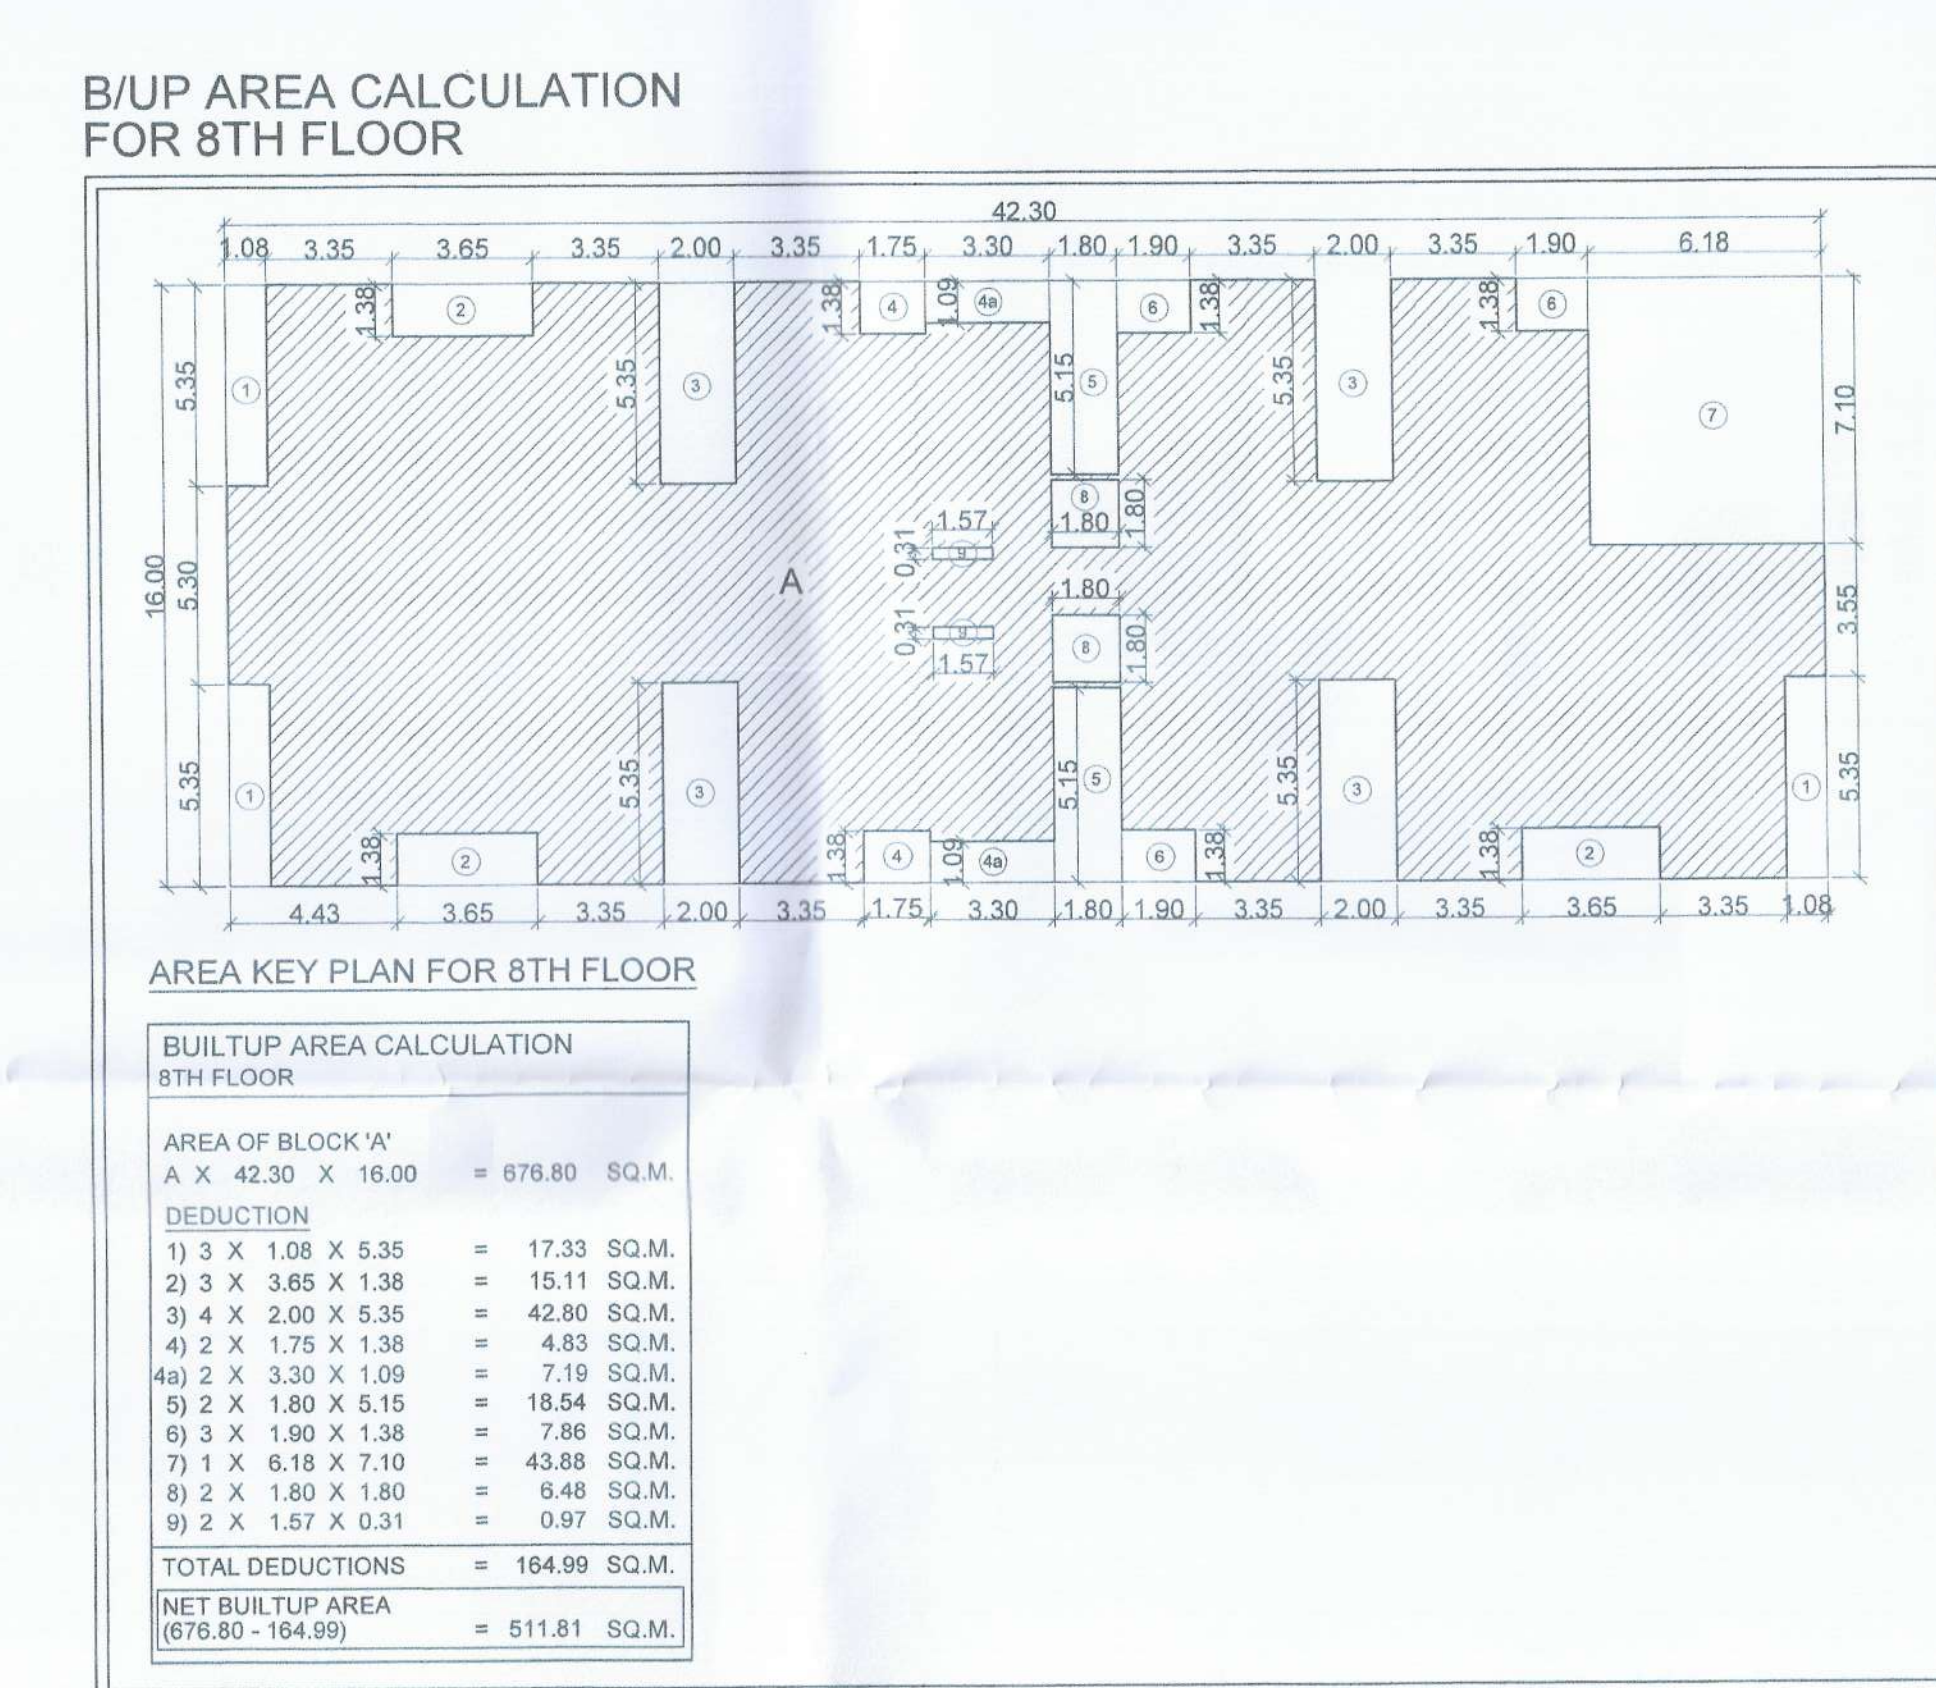 B/UP AREA CALCULATION
FOR 8TH FLOOR
42.30
1.08 3.35 3.65 3.35 2.00 3.35 1.75 3.30 1.80 1.90 3.35 2.00 3.35 1.90 6.18
1.38 2 1.38 4 1.09 4a 6 1.38 1.38 6
5.35 1 5.35 3 5.15 5 5.35 3 7 7.10
8
1.57 1.80 1.80
0.31 9
16.00 5.30 A 1.80 3.55
0.31 9 8 1.80
1.57
5.35 1 5.35 3 5.15 5 5.35 3 1 5.35
1.38 2 1.38 4 1.09 4a 6 1.38 1.38 2
4.43 3.65 3.35 2.00 3.35 1.75 3.30 1.80 1.90 3.35 2.00 3.35 3.65 3.35 1.08
AREA KEY PLAN FOR 8TH FLOOR
BUILTUP AREA CALCULATION
8TH FLOOR
AREA OF BLOCK 'A'
A X 42.30 X 16.00 = 676.80 SQ.M.
DEDUCTION
1) 3 X 1.08 X 5.35 = 17.33 SQ.M.
2) 3 X 3.65 X 1.38 = 15.11 SQ.M.
3) 4 X 2.00 X 5.35 = 42.80 SQ.M.
4) 2 X 1.75 X 1.38 = 4.83 SQ.M.
4a) 2 X 3.30 X 1.09 = 7.19 SQ.M.
5) 2 X 1.80 X 5.15 = 18.54 SQ.M.
6) 3 X 1.90 X 1.38 = 7.86 SQ.M.
7) 1 X 6.18 X 7.10 = 43.88 SQ.M.
8) 2 X 1.80 X 1.80 = 6.48 SQ.M.
9) 2 X 1.57 X 0.31 = 0.97 SQ.M.
TOTAL DEDUCTIONS = 164.99 SQ.M.
NET BUILTUP AREA
(676.80 - 164.99) = 511.81 SQ.M.